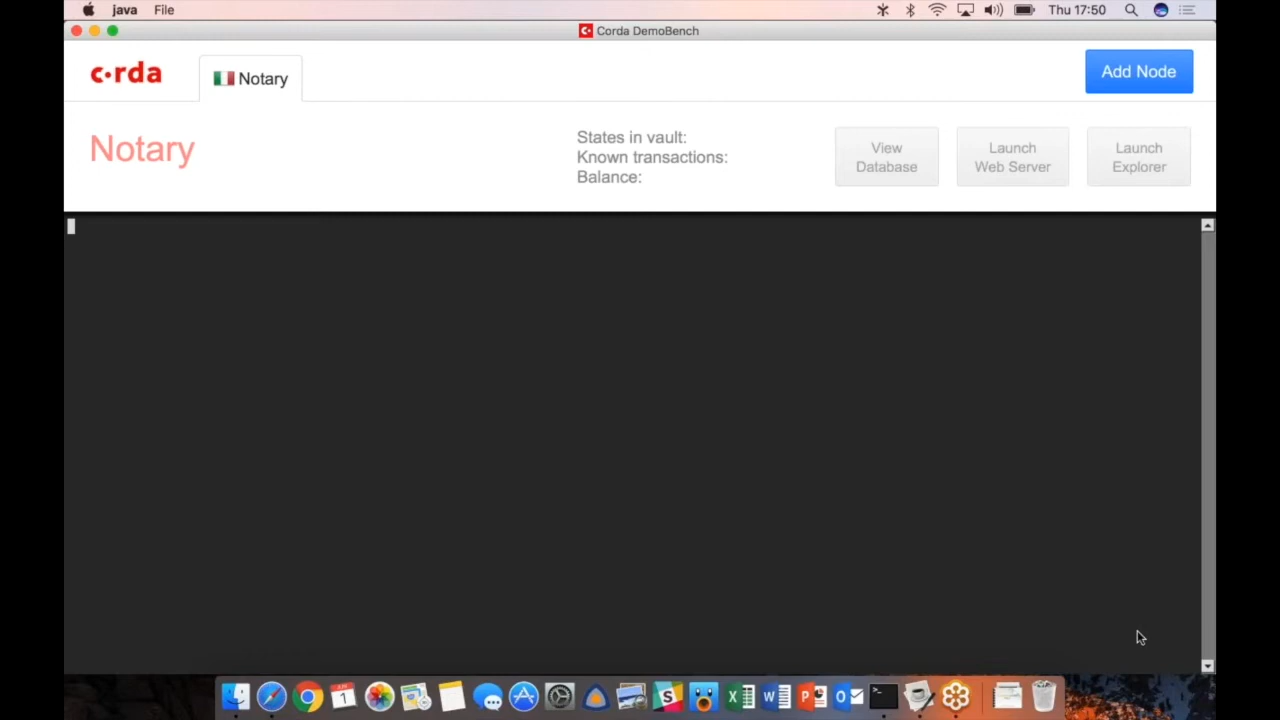 java File Thu 17:50
Corda DemoBench
c·rda Notary Add Node
Notary
States in vault:
Known transactions:
Balance:
View
Database
Launch
Web Server
Launch
Explorer